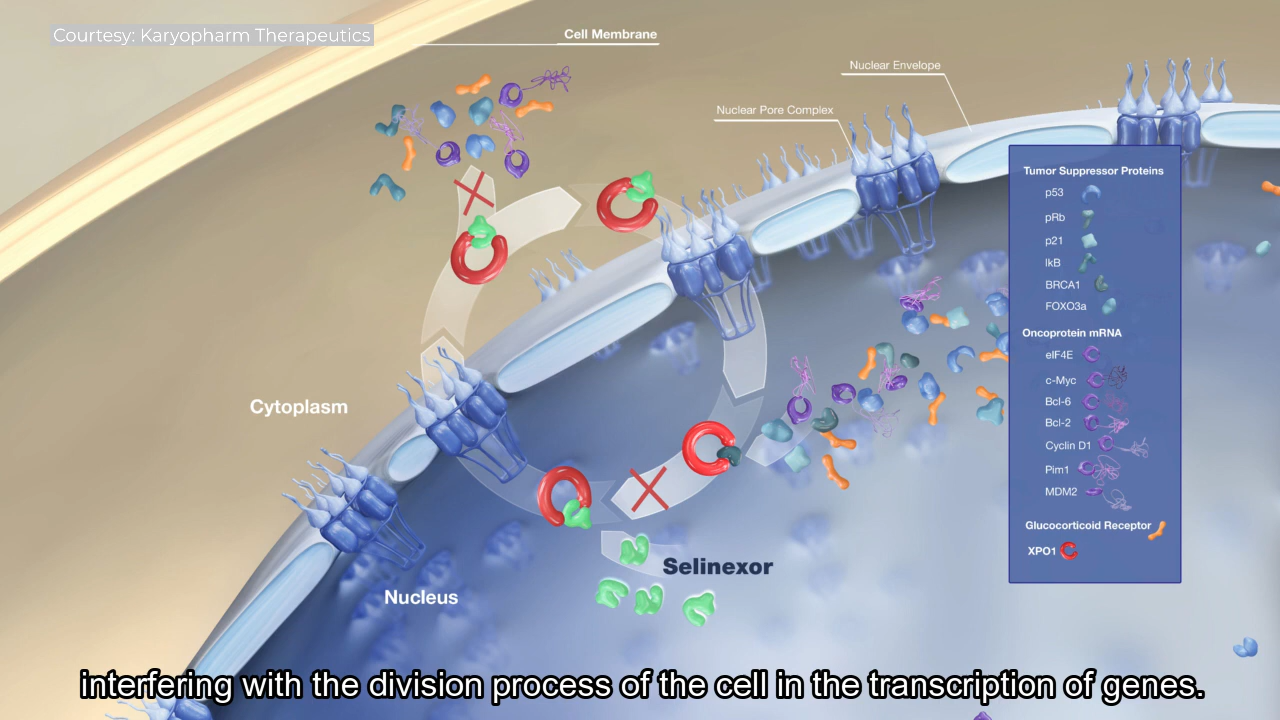 Courtesy: Karyopharm Therapeutics
Cell Membrane
Nuclear Envelope
Nuclear Pore Complex
Cytoplasm
Nucleus
Selinexor
Tumor Suppressor Proteins
p53
pRb
p21
IkB
BRCA1
FOXO3a
Oncoprotein mRNA
eIF4E
c-Myc
Bcl-6
Bcl-2
Cyclin D1
Pim1
MDM2
Glucocorticoid Receptor
XPO1
interfering with the division process of the cell in the transcription of genes.